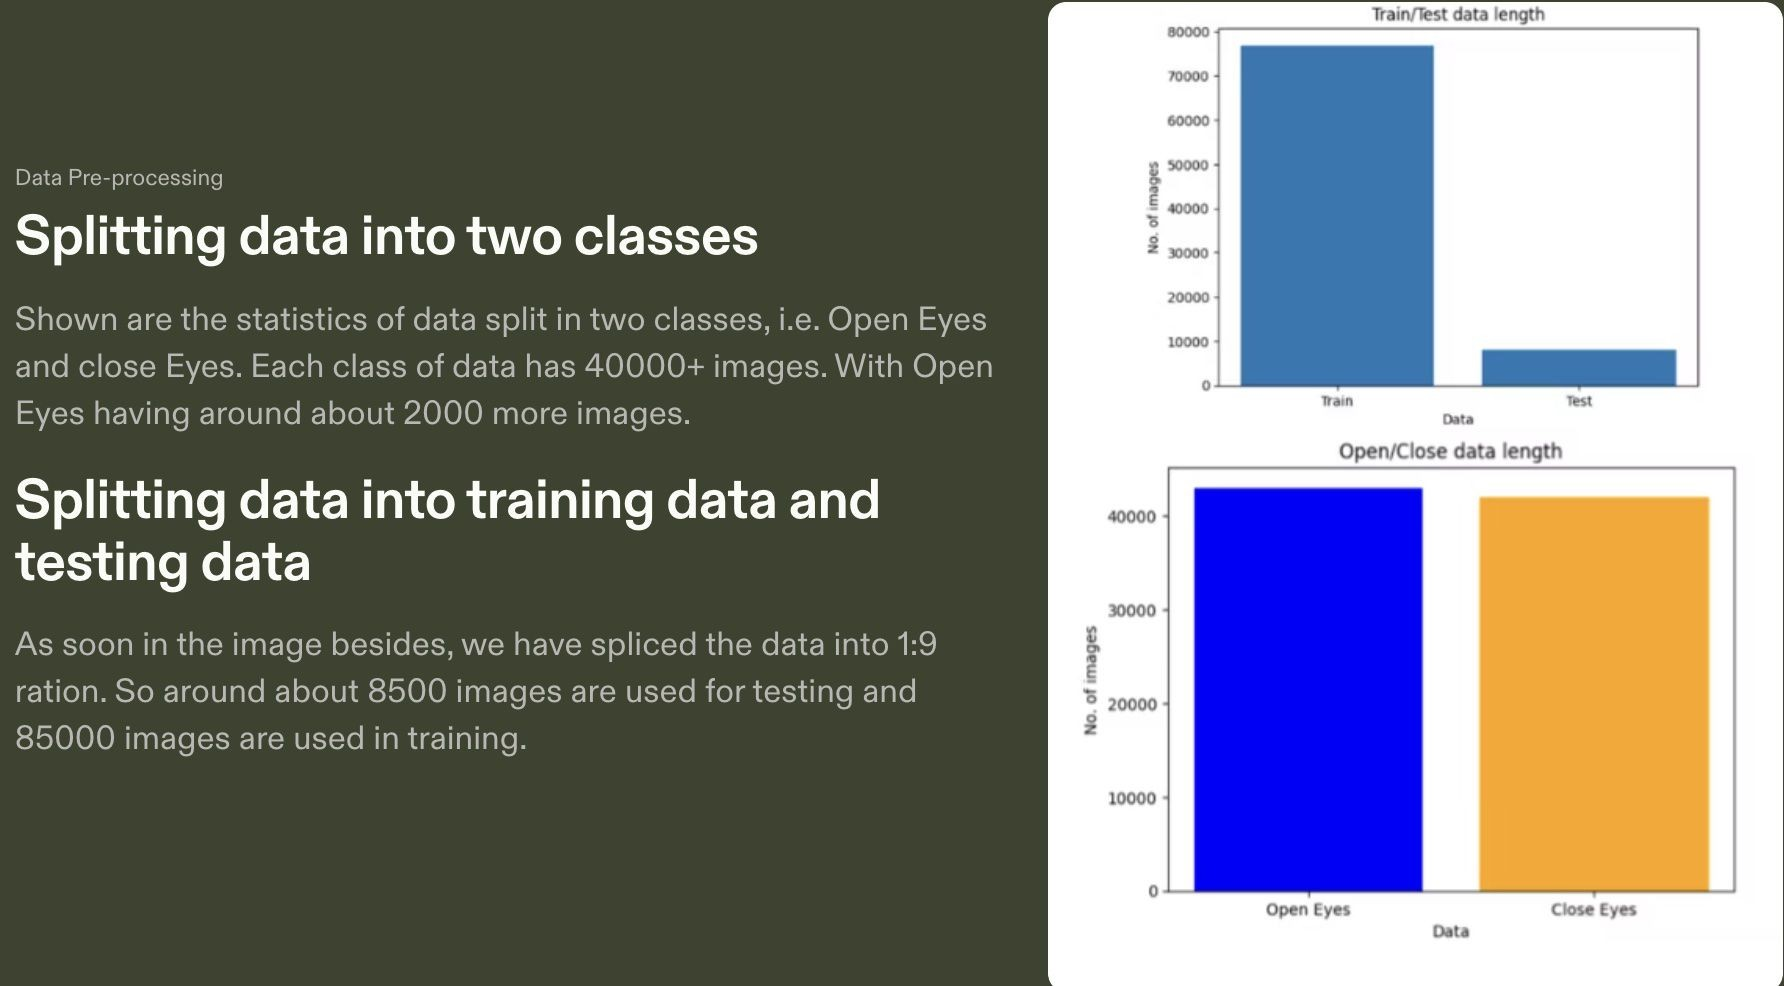 Data Pre-processing
Splitting data into two classes
Shown are the statistics of data split in two classes, i.e. Open Eyes
and close Eyes. Each class of data has 40000+ images. With Open
Eyes having around about 2000 more images.
Splitting data into training data and
testing data
As soon in the image besides, we have spliced the data into 1:9
ration. So around about 8500 images are used for testing and
85000 images are used in training.
Train/Test data length
80000
70000
60000
50000
40000
30000
20000
10000
0
No. of images
Train
Test
Data
Open/Close data length
40000
30000
20000
10000
0
No. of images
Open Eyes
Close Eyes
Data